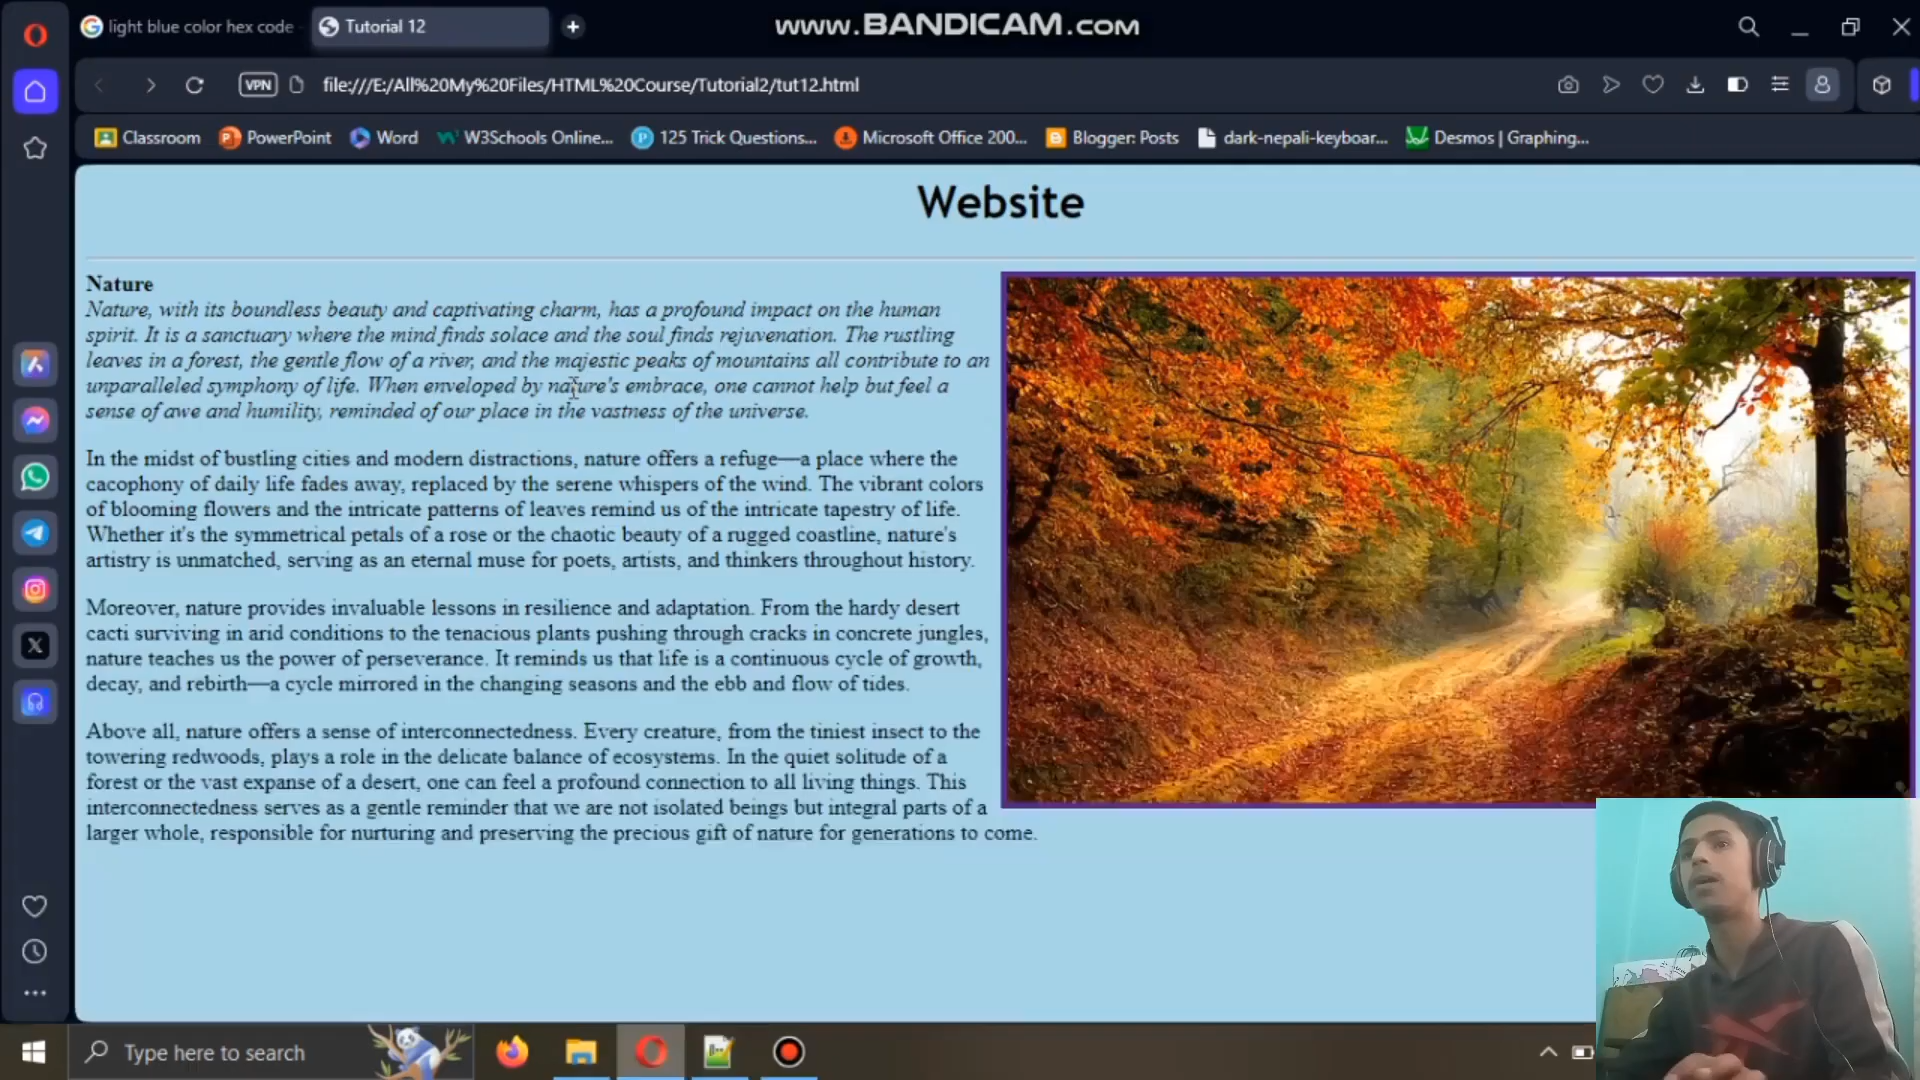 light blue color hex code
Tutorial 12
www.BANDICAM.com
VPN
file:///E:/All%20My%20Files/HTML%20Course/Tutorial2/tut12.html
Classroom
PowerPoint
Word
W3Schools Online...
125 Trick Questions...
Microsoft Office 200...
Blogger: Posts
dark-nepali-keyboar...
Desmos | Graphing...
Website
Nature
Nature, with its boundless beauty and captivating charm, has a profound impact on the human
spirit. It is a sanctuary where the mind finds solace and the soul finds rejuvenation. The rustling
leaves in a forest, the gentle flow of a river, and the majestic peaks of mountains all contribute to an
unparalleled symphony of life. When enveloped by nature's embrace, one cannot help but feel a
sense of awe and humility, reminded of our place in the vastness of the universe.
In the midst of bustling cities and modern distractions, nature offers a refuge—a place where the
cacophony of daily life fades away, replaced by the serene whispers of the wind. The vibrant colors
of blooming flowers and the intricate patterns of leaves remind us of the intricate tapestry of life.
Whether it's the symmetrical petals of a rose or the chaotic beauty of a rugged coastline, nature's
artistry is unmatched, serving as an eternal muse for poets, artists, and thinkers throughout history.
Moreover, nature provides invaluable lessons in resilience and adaptation. From the hardy desert
cacti surviving in arid conditions to the tenacious plants pushing through cracks in concrete jungles,
nature teaches us the power of perseverance. It reminds us that life is a continuous cycle of growth,
decay, and rebirth—a cycle mirrored in the changing seasons and the ebb and flow of tides.
Above all, nature offers a sense of interconnectedness. Every creature, from the tiniest insect to the
towering redwoods, plays a role in the delicate balance of ecosystems. In the quiet solitude of a
forest or the vast expanse of a desert, one can feel a profound connection to all living things. This
interconnectedness serves as a gentle reminder that we are not isolated beings but integral parts of a
larger whole, responsible for nurturing and preserving the precious gift of nature for generations to come.
Type here to search